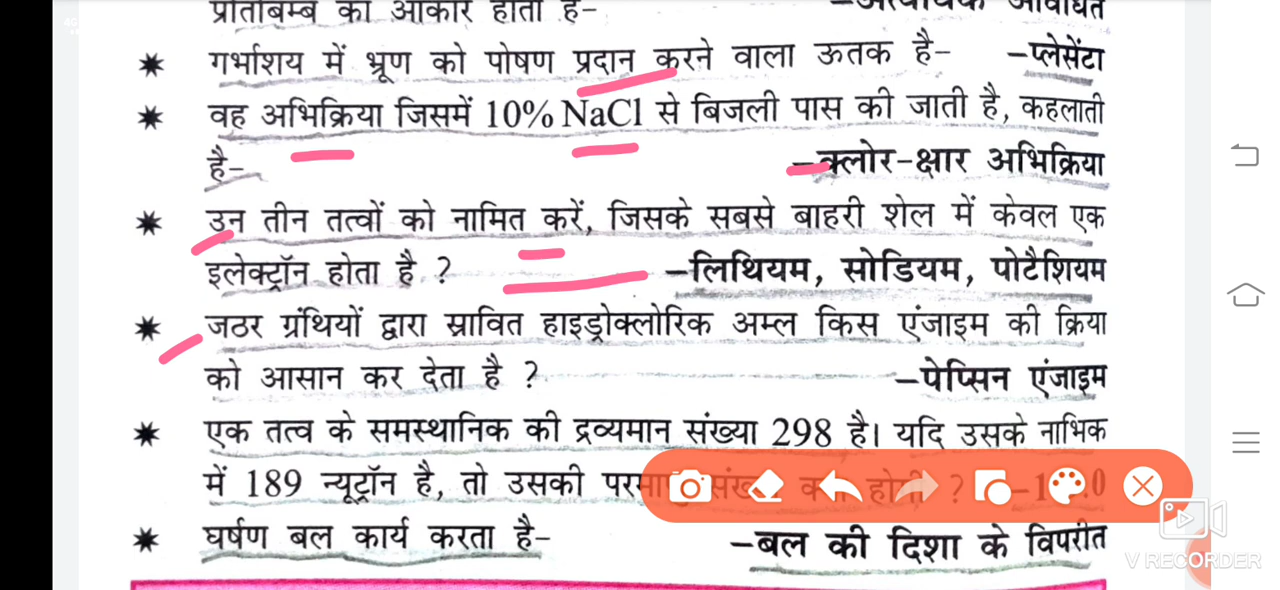 प्रतिबिम्ब का आकार होता है-
गर्भाशय में भ्रूण को पोषण प्रदान करने वाला ऊतक है- -प्लेसेंटा
वह अभिक्रिया जिसमें 10% NaCl से बिजली पास की जाती है, कहलाती
है- -क्लोर-क्षार अभिक्रिया
उन तीन तत्वों को नामित करें, जिसके सबसे बाहरी शेल में केवल एक
इलेक्ट्रॉन होता है ? -लिथियम, सोडियम, पोटैशियम
जठर ग्रंथियों द्वारा स्रावित हाइड्रोक्लोरिक अम्ल किस एंजाइम की क्रिया
को आसान कर देता है ? -पेप्सिन एंजाइम
एक तत्व के समस्थानिक की द्रव्यमान संख्या 298 है। यदि उसके नाभिक
में 189 न्यूट्रॉन है, तो उसकी
घर्षण बल कार्य करता है- -बल की दिशा के विपरीत
V RECORDER